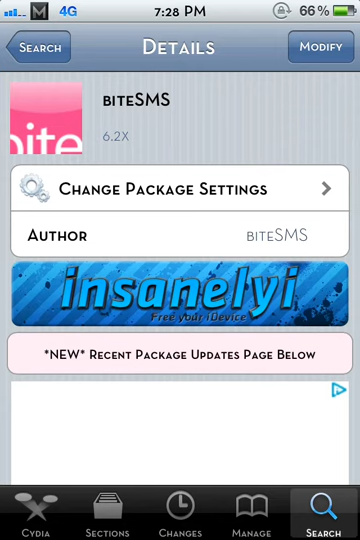 4G 7:28 PM 66%
Search Details Modify
bite
biteSMS
6.2X
Change Package Settings
Author biteSMS
insanelyi
Free your iDevice
*NEW* Recent Package Updates Page Below
Cydia Sections Changes Manage Search